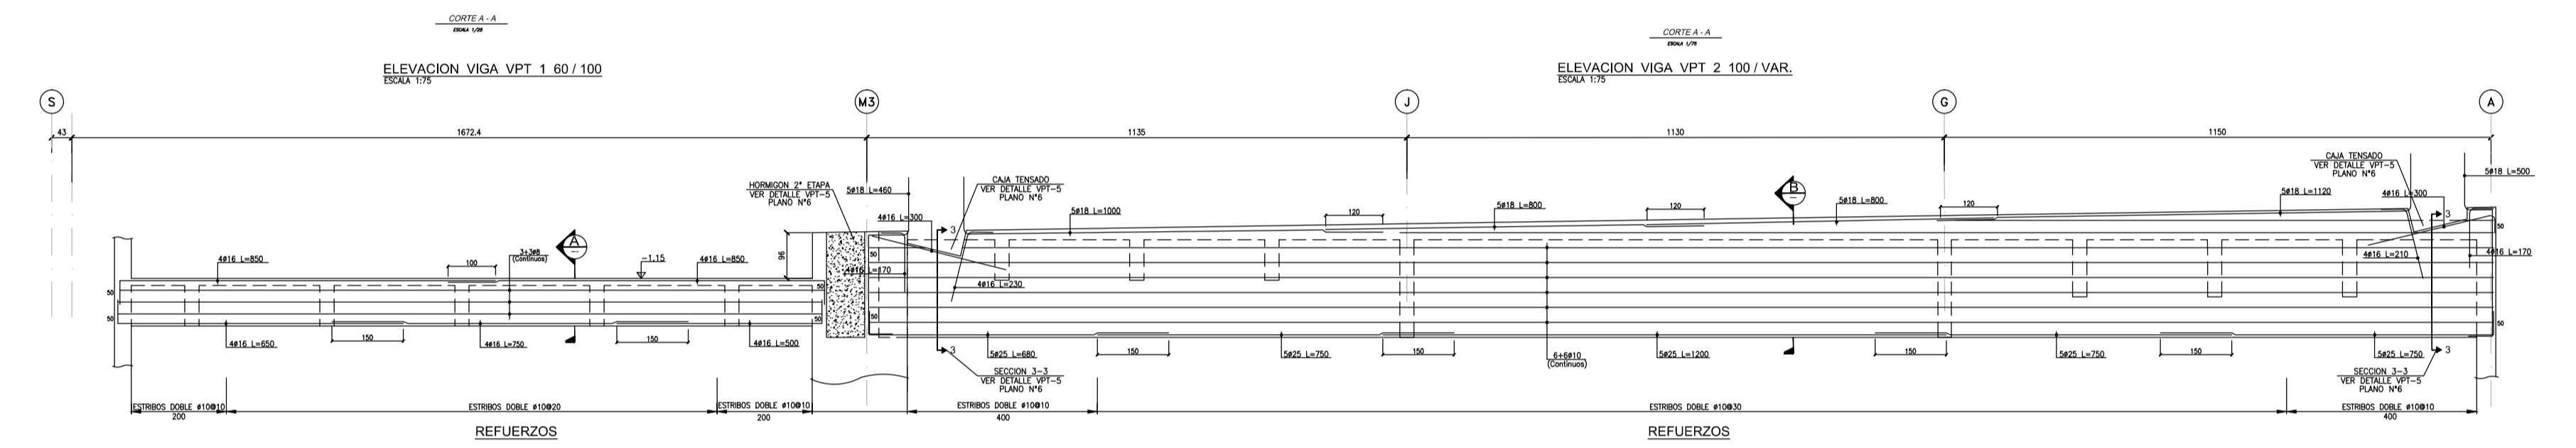 CORTE A - A
ESCALA 1/25
ELEVACION VIGA VPT 1 60 / 100
ESCALA 1:75
CORTE A - A
ESCALA 1/75
ELEVACION VIGA VPT 2 100 / VAR.
ESCALA 1:75
S
M3
J
G
A
43
1672.4
1135
1130
1150
HORMIGON 2° ETAPA
VER DETALLE VPT-5
PLANO N°6
5ø18 L=460
CAJA TENSADO
VER DETALLE VPT-5
PLANO N°6
4ø16 L=300
3
5ø18 L=1000
120
5ø18 L=800
120
B
5ø18 L=800
120
5ø18 L=1120
CAJA TENSADO
VER DETALLE VPT-5
PLANO N°6
4ø16 L=300
5ø18 L=500
3
50
4ø16 L=850
100
3+3ø8
(Continuos)
A
-1.15
4ø16 L=850
96
50
4ø16 L=170
4ø16 L=230
4ø16 L=210
4ø16 L=170
50
50
50
50
50
50
4ø16 L=650
150
4ø16 L=750
150
4ø16 L=500
3
5ø25 L=680
150
5ø25 L=750
150
6+6ø10
(Continuos)
5ø25 L=1200
150
5ø25 L=750
150
5ø25 L=750
3
SECCION 3-3
VER DETALLE VPT-5
PLANO N°6
SECCION 3-3
VER DETALLE VPT-5
PLANO N°6
ESTRIBOS DOBLE ø10@10
200
ESTRIBOS DOBLE ø10@20
ESTRIBOS DOBLE ø10@10
200
ESTRIBOS DOBLE ø10@10
400
ESTRIBOS DOBLE ø10@30
ESTRIBOS DOBLE ø10@10
400
REFUERZOS
REFUERZOS